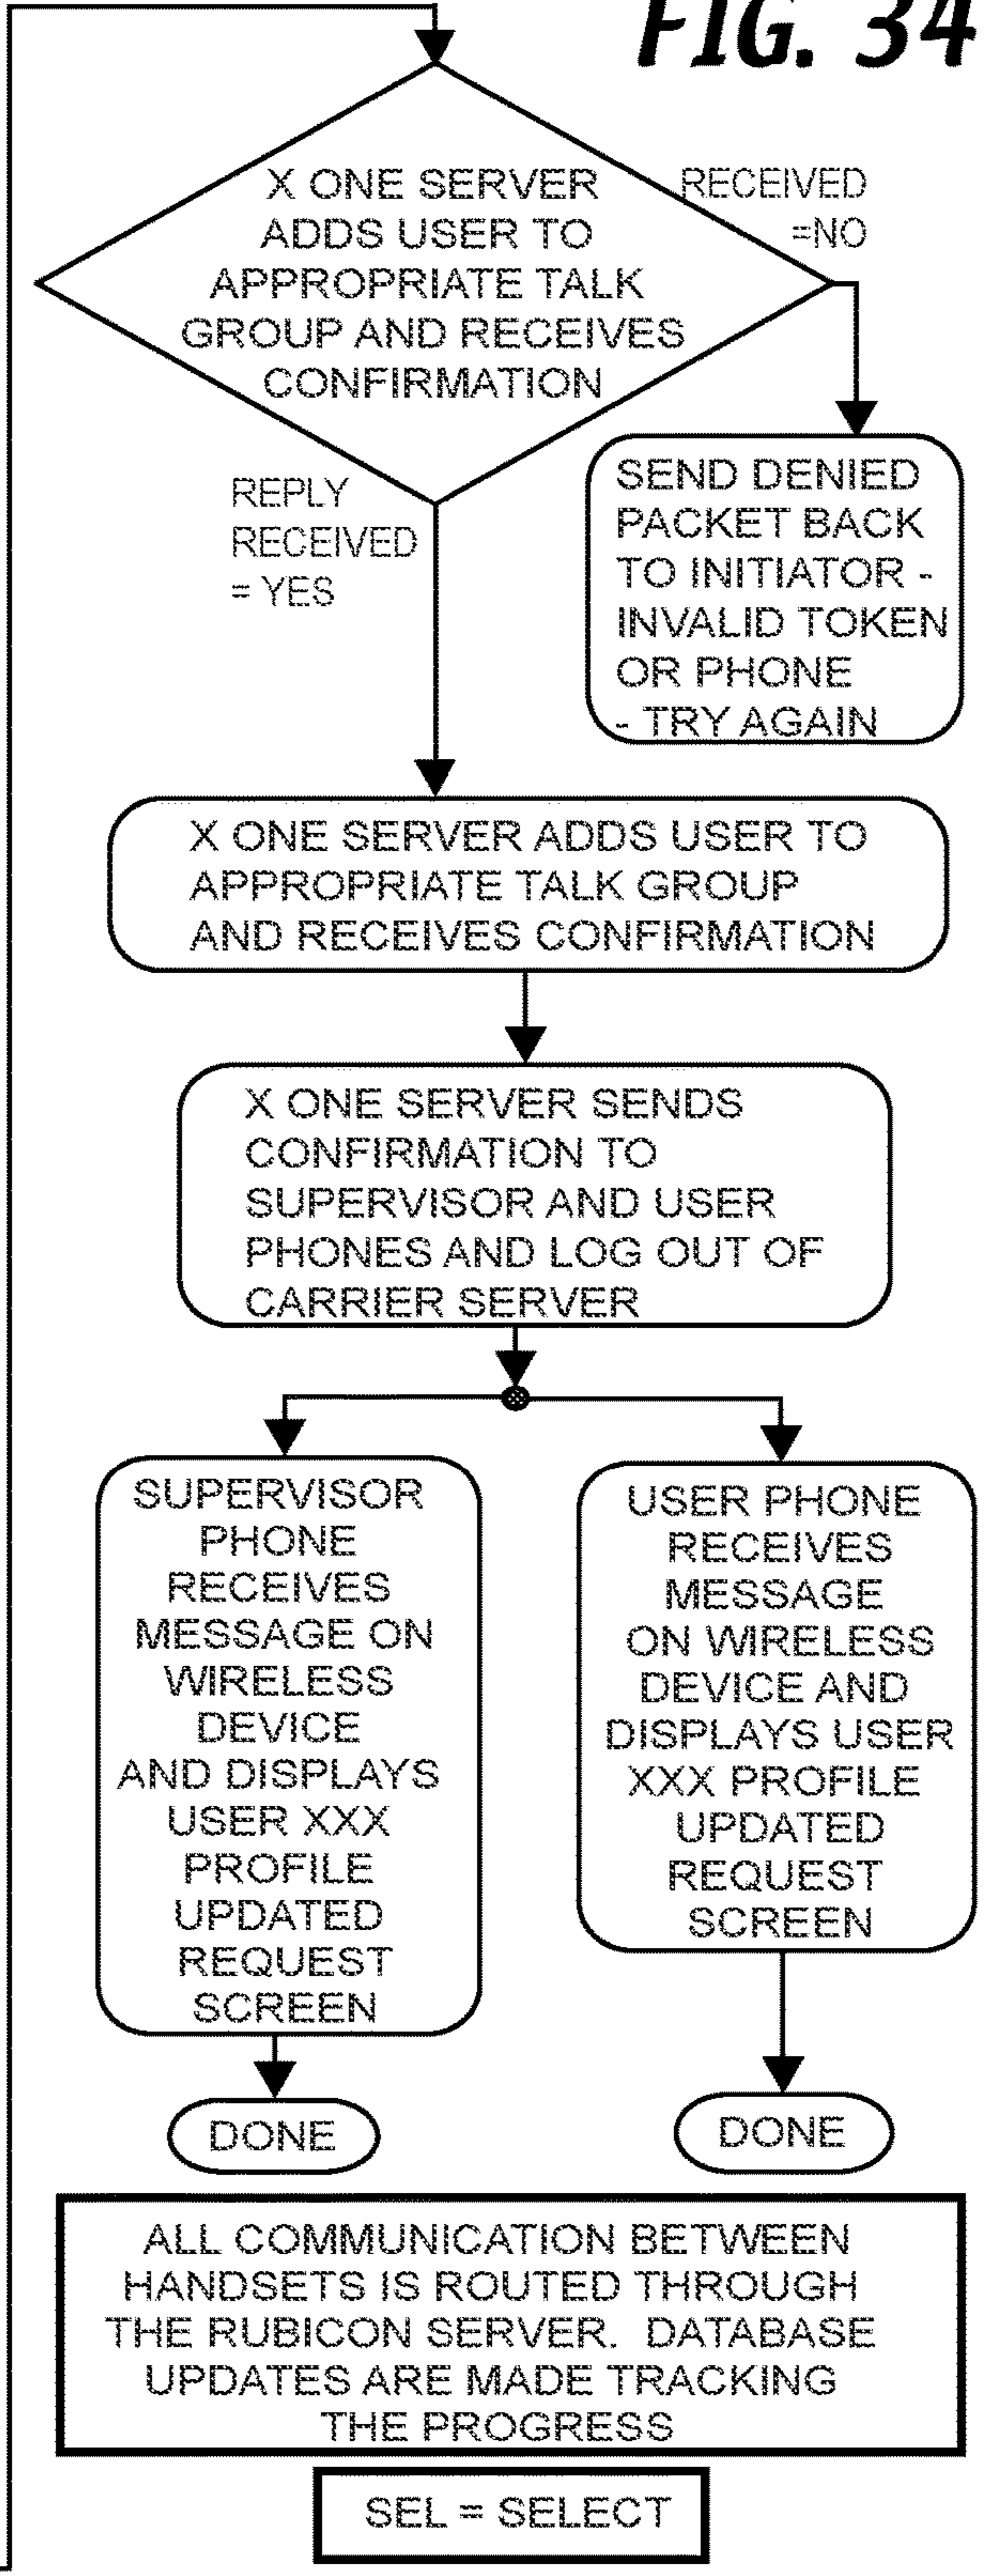 FIG. 34
X ONE SERVER
ADDS USER TO
APPROPRIATE TALK
GROUP AND RECEIVES
CONFIRMATION
RECEIVED
=NO
REPLY
RECEIVED
= YES
SEND DENIED
PACKET BACK
TO INITIATOR -
INVALID TOKEN
OR PHONE
- TRY AGAIN
X ONE SERVER ADDS USER TO
APPROPRIATE TALK GROUP
AND RECEIVES CONFIRMATION
X ONE SERVER SENDS
CONFIRMATION TO
SUPERVISOR AND USER
PHONES AND LOG OUT OF
CARRIER SERVER
SUPERVISOR
PHONE
RECEIVES
MESSAGE ON
WIRELESS
DEVICE
AND DISPLAYS
USER XXX
PROFILE
UPDATED
REQUEST
SCREEN
USER PHONE
RECEIVES
MESSAGE
ON WIRELESS
DEVICE AND
DISPLAYS USER
XXX PROFILE
UPDATED
REQUEST
SCREEN
DONE
DONE
ALL COMMUNICATION BETWEEN
HANDSETS IS ROUTED THROUGH
THE RUBICON SERVER.  DATABASE
UPDATES ARE MADE TRACKING
THE PROGRESS
SEL = SELECT